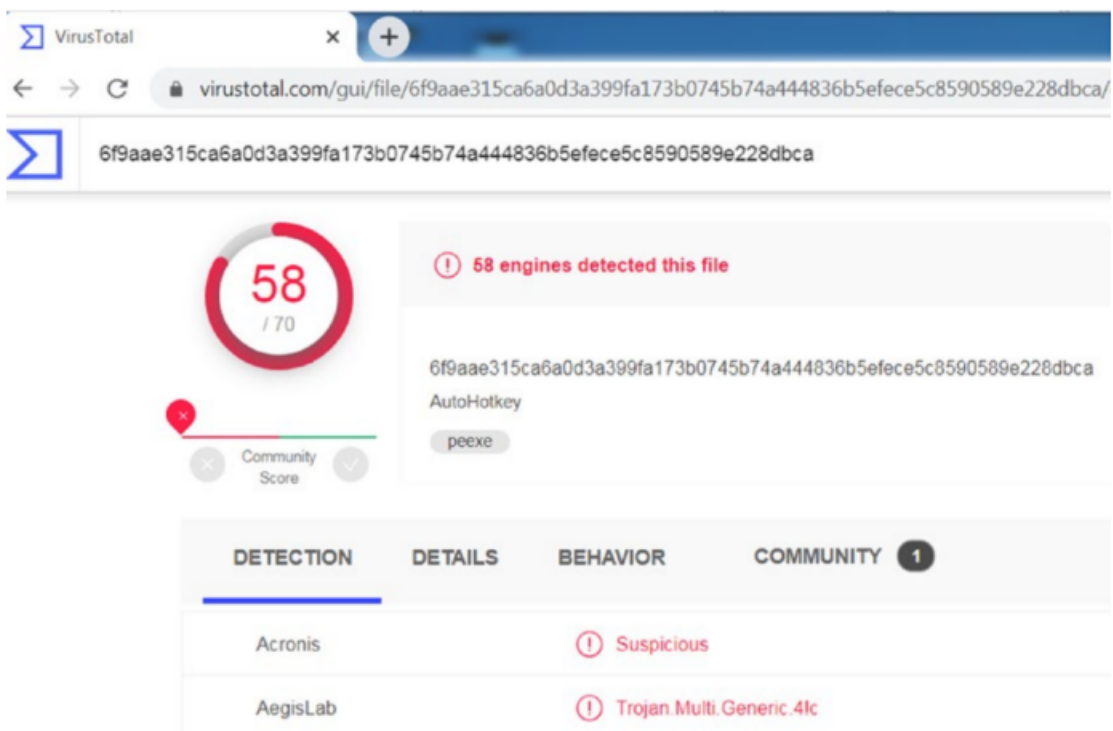 VirusTotal
virustotal.com/gui/file/6f9aae315ca6a0d3a399fa173b0745b74a444836b5efece5c8590589e228dbca/
6f9aae315ca6a0d3a399fa173b0745b74a444836b5efece5c8590589e228dbca
58
/ 70
58 engines detected this file
6f9aae315ca6a0d3a399fa173b0745b74a444836b5efece5c8590589e228dbca
AutoHotkey
peexe
Community
Score
DETECTION DETAILS BEHAVIOR COMMUNITY 1
Acronis Suspicious
AegisLab Trojan.Multi.Generic.4!c